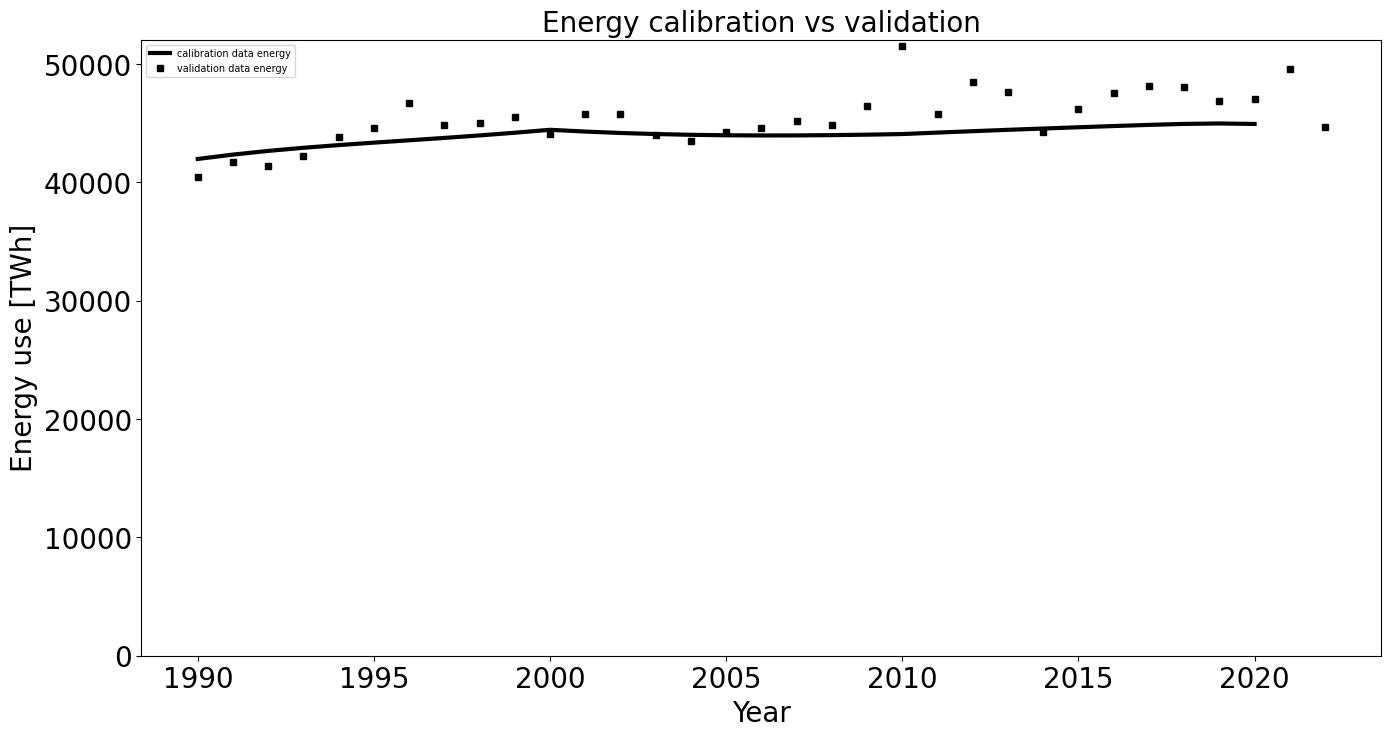 Energy calibration vs validation
calibration data energy
validation data energy
50000
40000
30000
20000
10000
0
Energy use [TWh]
1990 1995 2000 2005 2010 2015 2020
Year